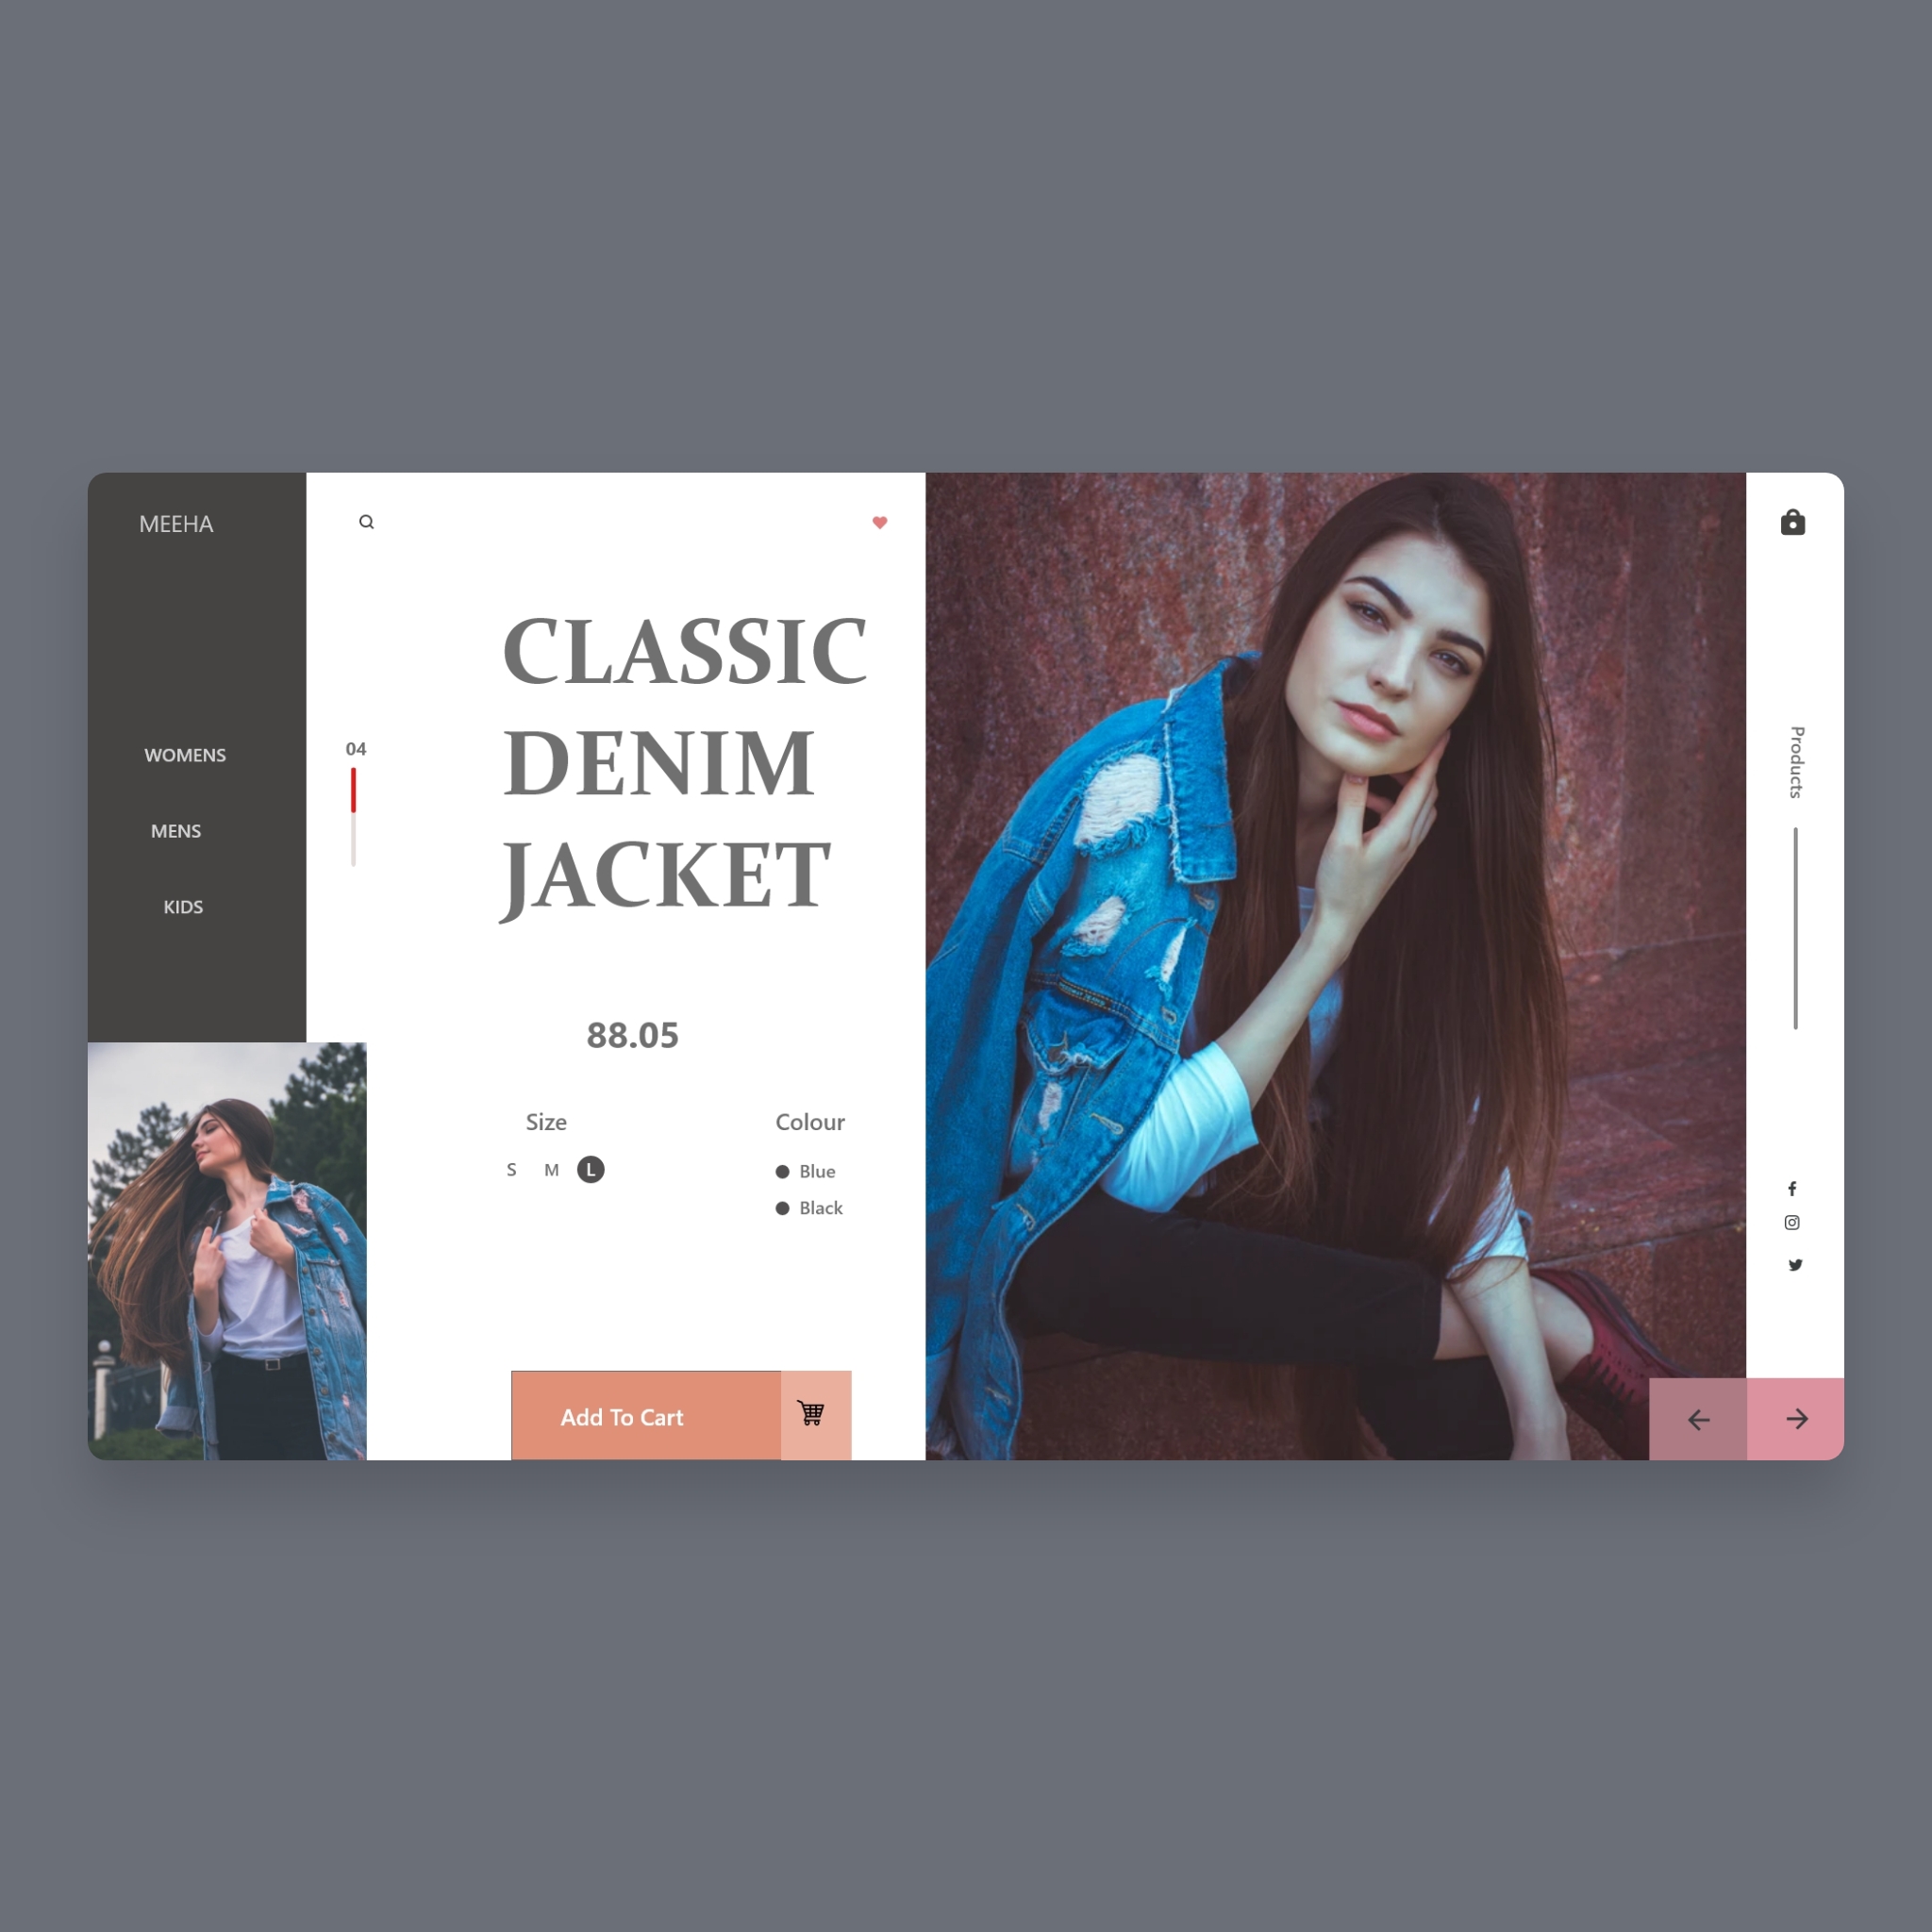 MEEHA
WOMENS
MENS
KIDS
04
CLASSIC
DENIM
JACKET
88.05
Size
S M L
Colour
Blue
Black
Add To Cart
Products